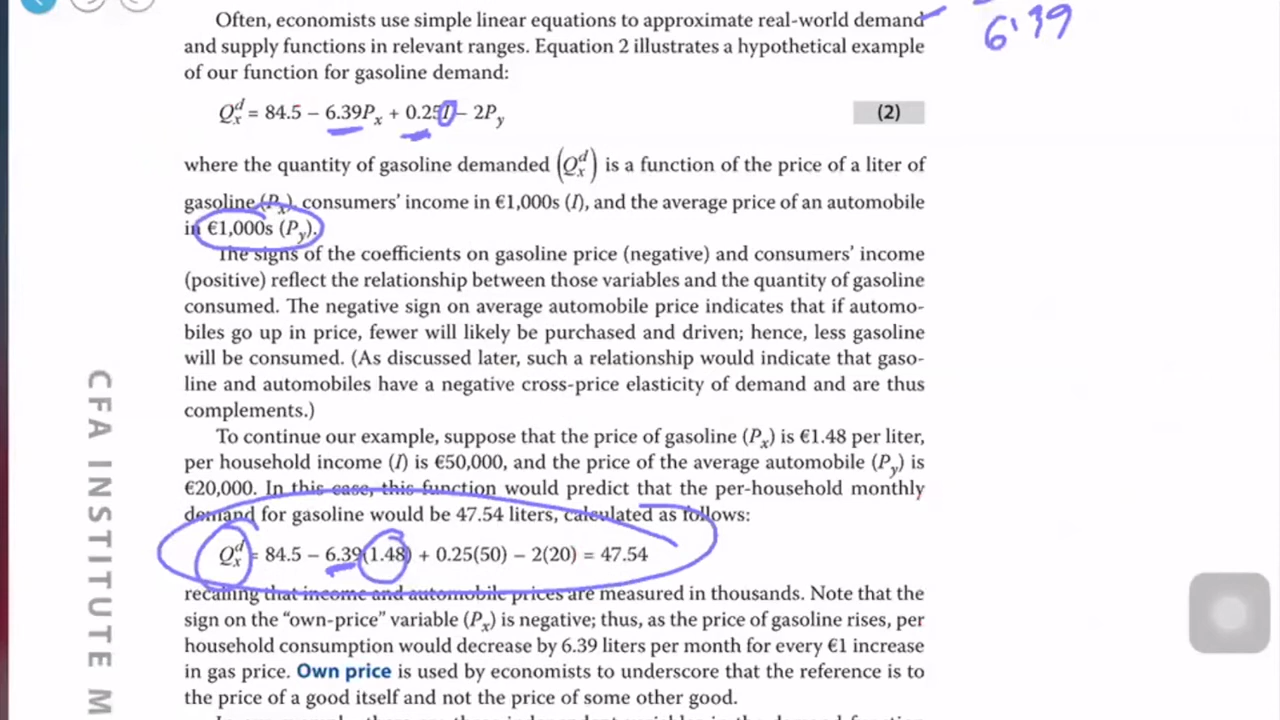 Often, economists use simple linear equations to approximate real-world demand
6.39
and supply functions in relevant ranges. Equation 2 illustrates a hypothetical example
of our function for gasoline demand:
Qᵈₓ = 84.5 − 6.39Pₓ + 0.25I − 2Pᵧ (2)
where the quantity of gasoline demanded (Qᵈₓ) is a function of the price of a liter of
gasoline (Pₓ), consumers’ income in €1,000s (I), and the average price of an automobile
in €1,000s (Pᵧ).
The signs of the coefficients on gasoline price (negative) and consumers’ income
(positive) reflect the relationship between those variables and the quantity of gasoline
consumed. The negative sign on average automobile price indicates that if automo-
biles go up in price, fewer will likely be purchased and driven; hence, less gasoline
will be consumed. (As discussed later, such a relationship would indicate that gaso-
line and automobiles have a negative cross-price elasticity of demand and are thus
complements.)
To continue our example, suppose that the price of gasoline (Pₓ) is €1.48 per liter,
per household income (I) is €50,000, and the price of the average automobile (Pᵧ) is
€20,000. In this case, this function would predict that the per-household monthly
demand for gasoline would be 47.54 liters, calculated as follows:
Qᵈₓ = 84.5 − 6.39(1.48) + 0.25(50) − 2(20) = 47.54
recalling that income and automobile prices are measured in thousands. Note that the
sign on the “own-price” variable (Pₓ) is negative; thus, as the price of gasoline rises, per
household consumption would decrease by 6.39 liters per month for every €1 increase
in gas price. Own price is used by economists to underscore that the reference is to
the price of a good itself and not the price of some other good.
CFA INSTITUTE M